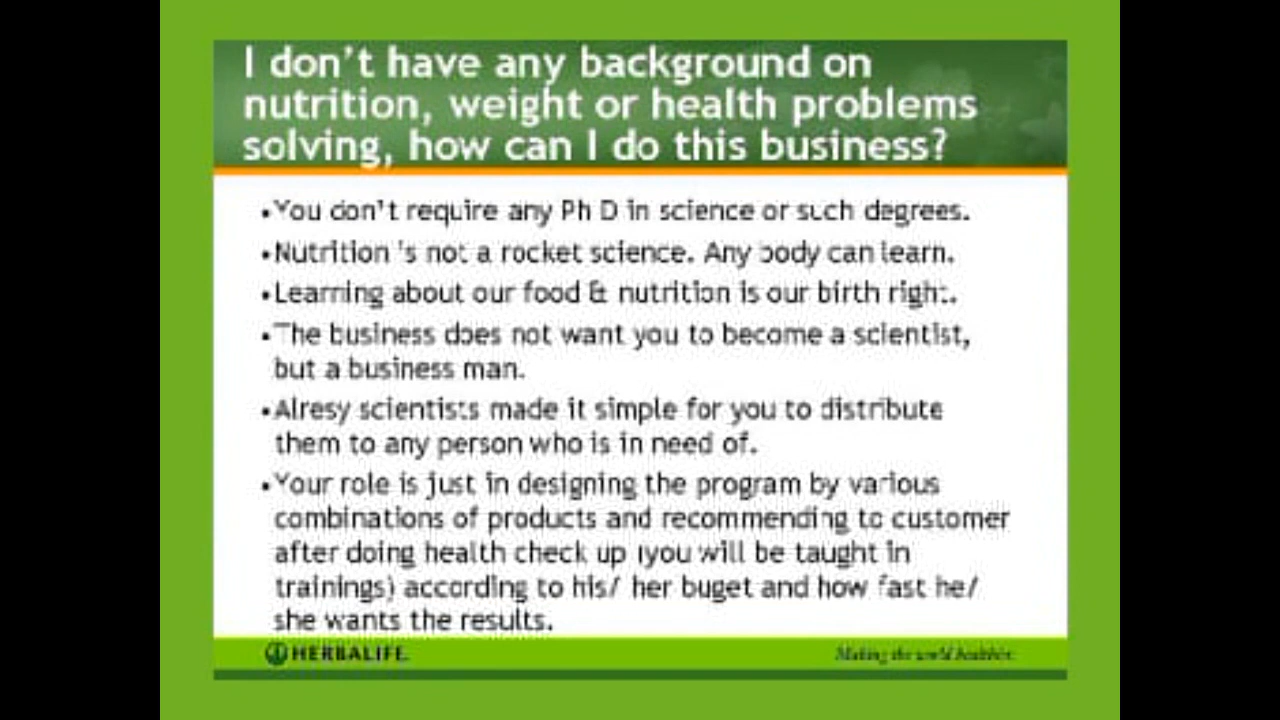 I don't have any background on
nutrition, weight or health problems
solving, how can I do this business?
•You don't require any Ph D in science or such degrees.
•Nutrition is not a rocket science. Any body can learn.
•Learning about our food & nutrition is our birth right.
•The business does not want you to become a scientist,
but a business man.
•Alresy scientists made it simple for you to distribute
them to any person who is in need of.
•Your role is just in designing the program by various
combinations of products and recommending to customer
after doing health check up (you will be taught in
trainings) according to his/ her buget and how fast he/
she wants the results.
HERBALIFE. Making the world healthier.